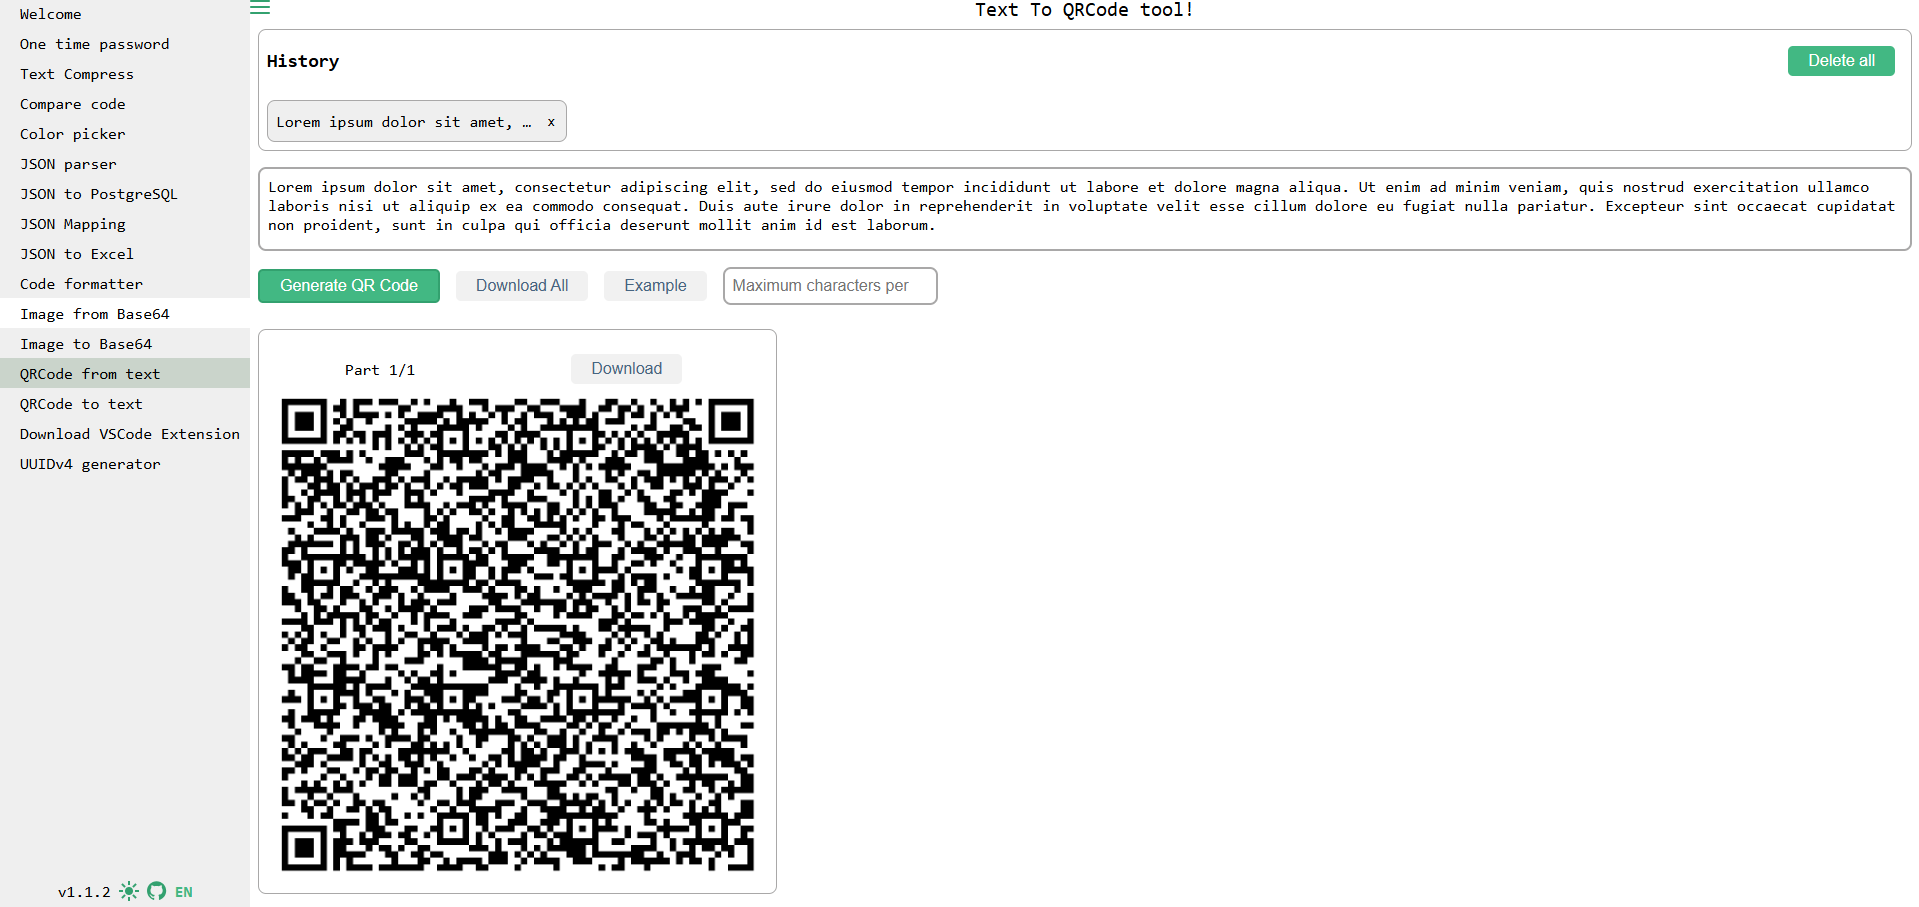 Welcome
One time password
Text Compress
Compare code
Color picker
JSON parser
JSON to PostgreSQL
JSON Mapping
JSON to Excel
Code formatter
Image from Base64
Image to Base64
QRCode from text
QRCode to text
Download VSCode Extension
UUIDv4 generator
v1.1.2 EN
Text To QRCode tool!
History
Delete all
Lorem ipsum dolor sit amet, … x
Lorem ipsum dolor sit amet, consectetur adipiscing elit, sed do eiusmod tempor incididunt ut labore et dolore magna aliqua. Ut enim ad minim veniam, quis nostrud exercitation ullamco
laboris nisi ut aliquip ex ea commodo consequat. Duis aute irure dolor in reprehenderit in voluptate velit esse cillum dolore eu fugiat nulla pariatur. Excepteur sint occaecat cupidatat
non proident, sunt in culpa qui officia deserunt mollit anim id est laborum.
Generate QR Code
Download All
Example
Maximum characters per
Part 1/1
Download